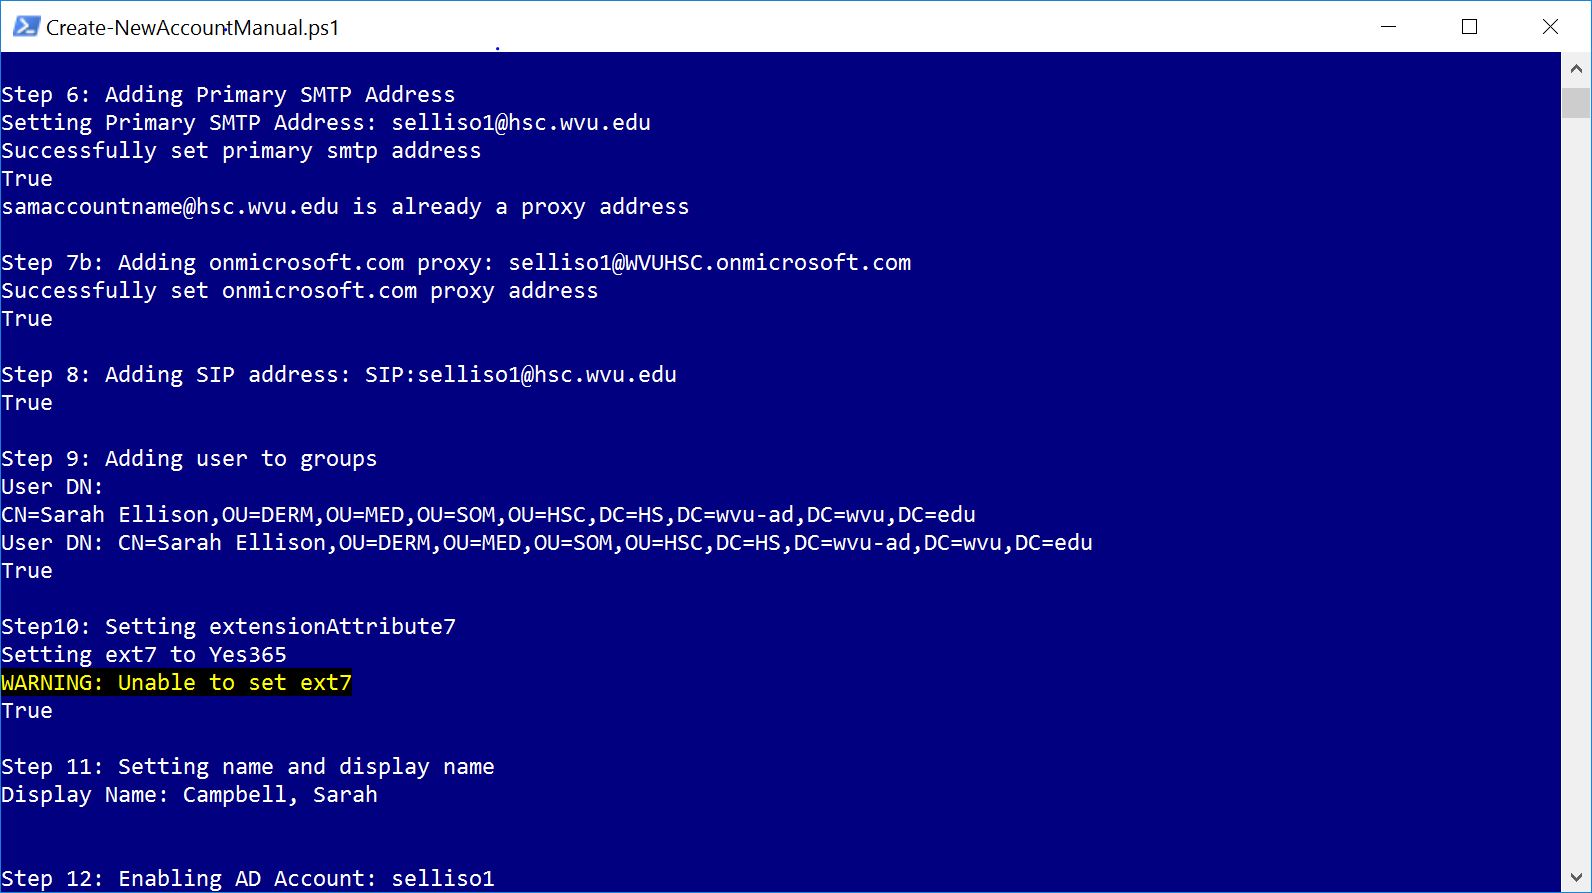 Create-NewAccountManual.ps1
Step 6: Adding Primary SMTP Address
Setting Primary SMTP Address: selliso1@hsc.wvu.edu
Successfully set primary smtp address
True
samaccountname@hsc.wvu.edu is already a proxy address
Step 7b: Adding onmicrosoft.com proxy: selliso1@WVUHSC.onmicrosoft.com
Successfully set onmicrosoft.com proxy address
True
Step 8: Adding SIP address: SIP:selliso1@hsc.wvu.edu
True
Step 9: Adding user to groups
User DN:
CN=Sarah Ellison,OU=DERM,OU=MED,OU=SOM,OU=HSC,DC=HS,DC=wvu-ad,DC=wvu,DC=edu
User DN: CN=Sarah Ellison,OU=DERM,OU=MED,OU=SOM,OU=HSC,DC=HS,DC=wvu-ad,DC=wvu,DC=edu
True
Step10: Setting extensionAttribute7
Setting ext7 to Yes365
WARNING: Unable to set ext7
True
Step 11: Setting name and display name
Display Name: Campbell, Sarah
Step 12: Enabling AD Account: selliso1